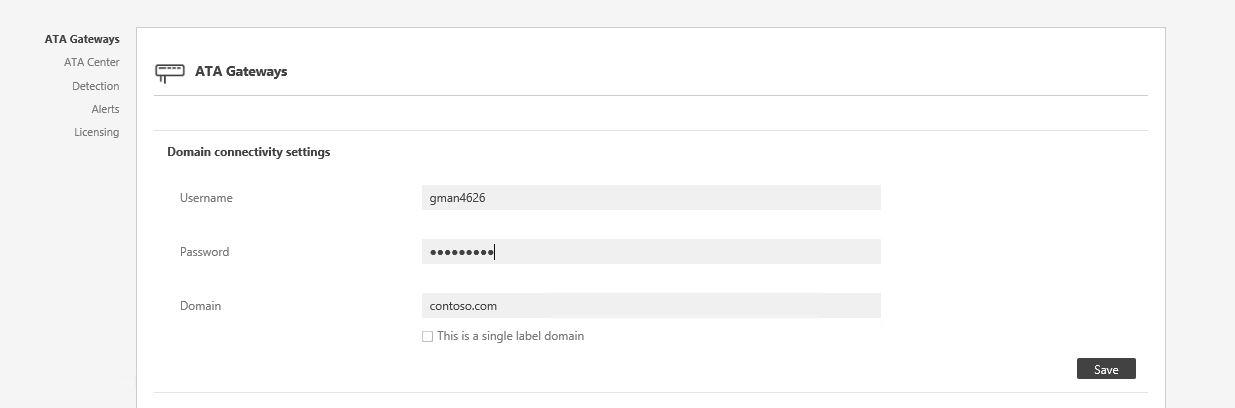 ATA Gateways
ATA Center
Detection
Alerts
Licensing
ATA Gateways
Domain connectivity settings
Username
gman4626
Password
●●●●●●●●●
Domain
contoso.com
This is a single label domain
Save